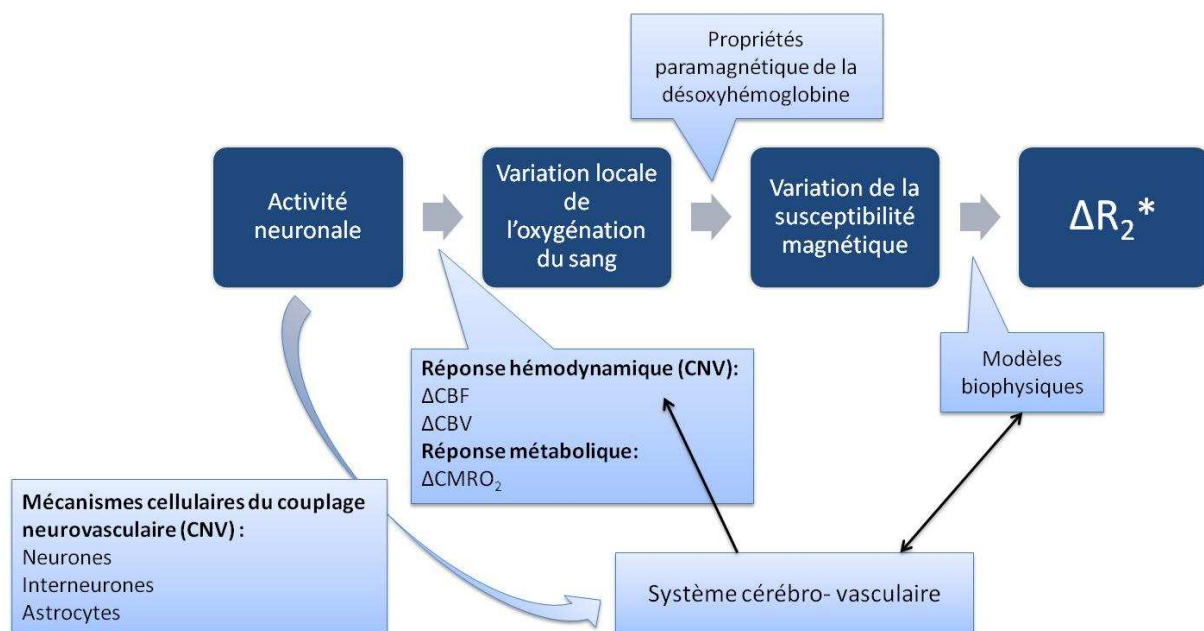 Propriétés
paramagnétique de la
désoxyhémoglobine
Activité
neuronale
Variation locale
de
l'oxygénation
du sang
Variation de la
susceptibilité
magnétique
ΔR₂*
Réponse hémodynamique (CNV):
ΔCBF
ΔCBV
Réponse métabolique:
ΔCMRO₂
Modèles
biophysiques
Mécanismes cellulaires du couplage
neurovasculaire (CNV) :
Neurones
Interneurones
Astrocytes
Système cérébro- vasculaire